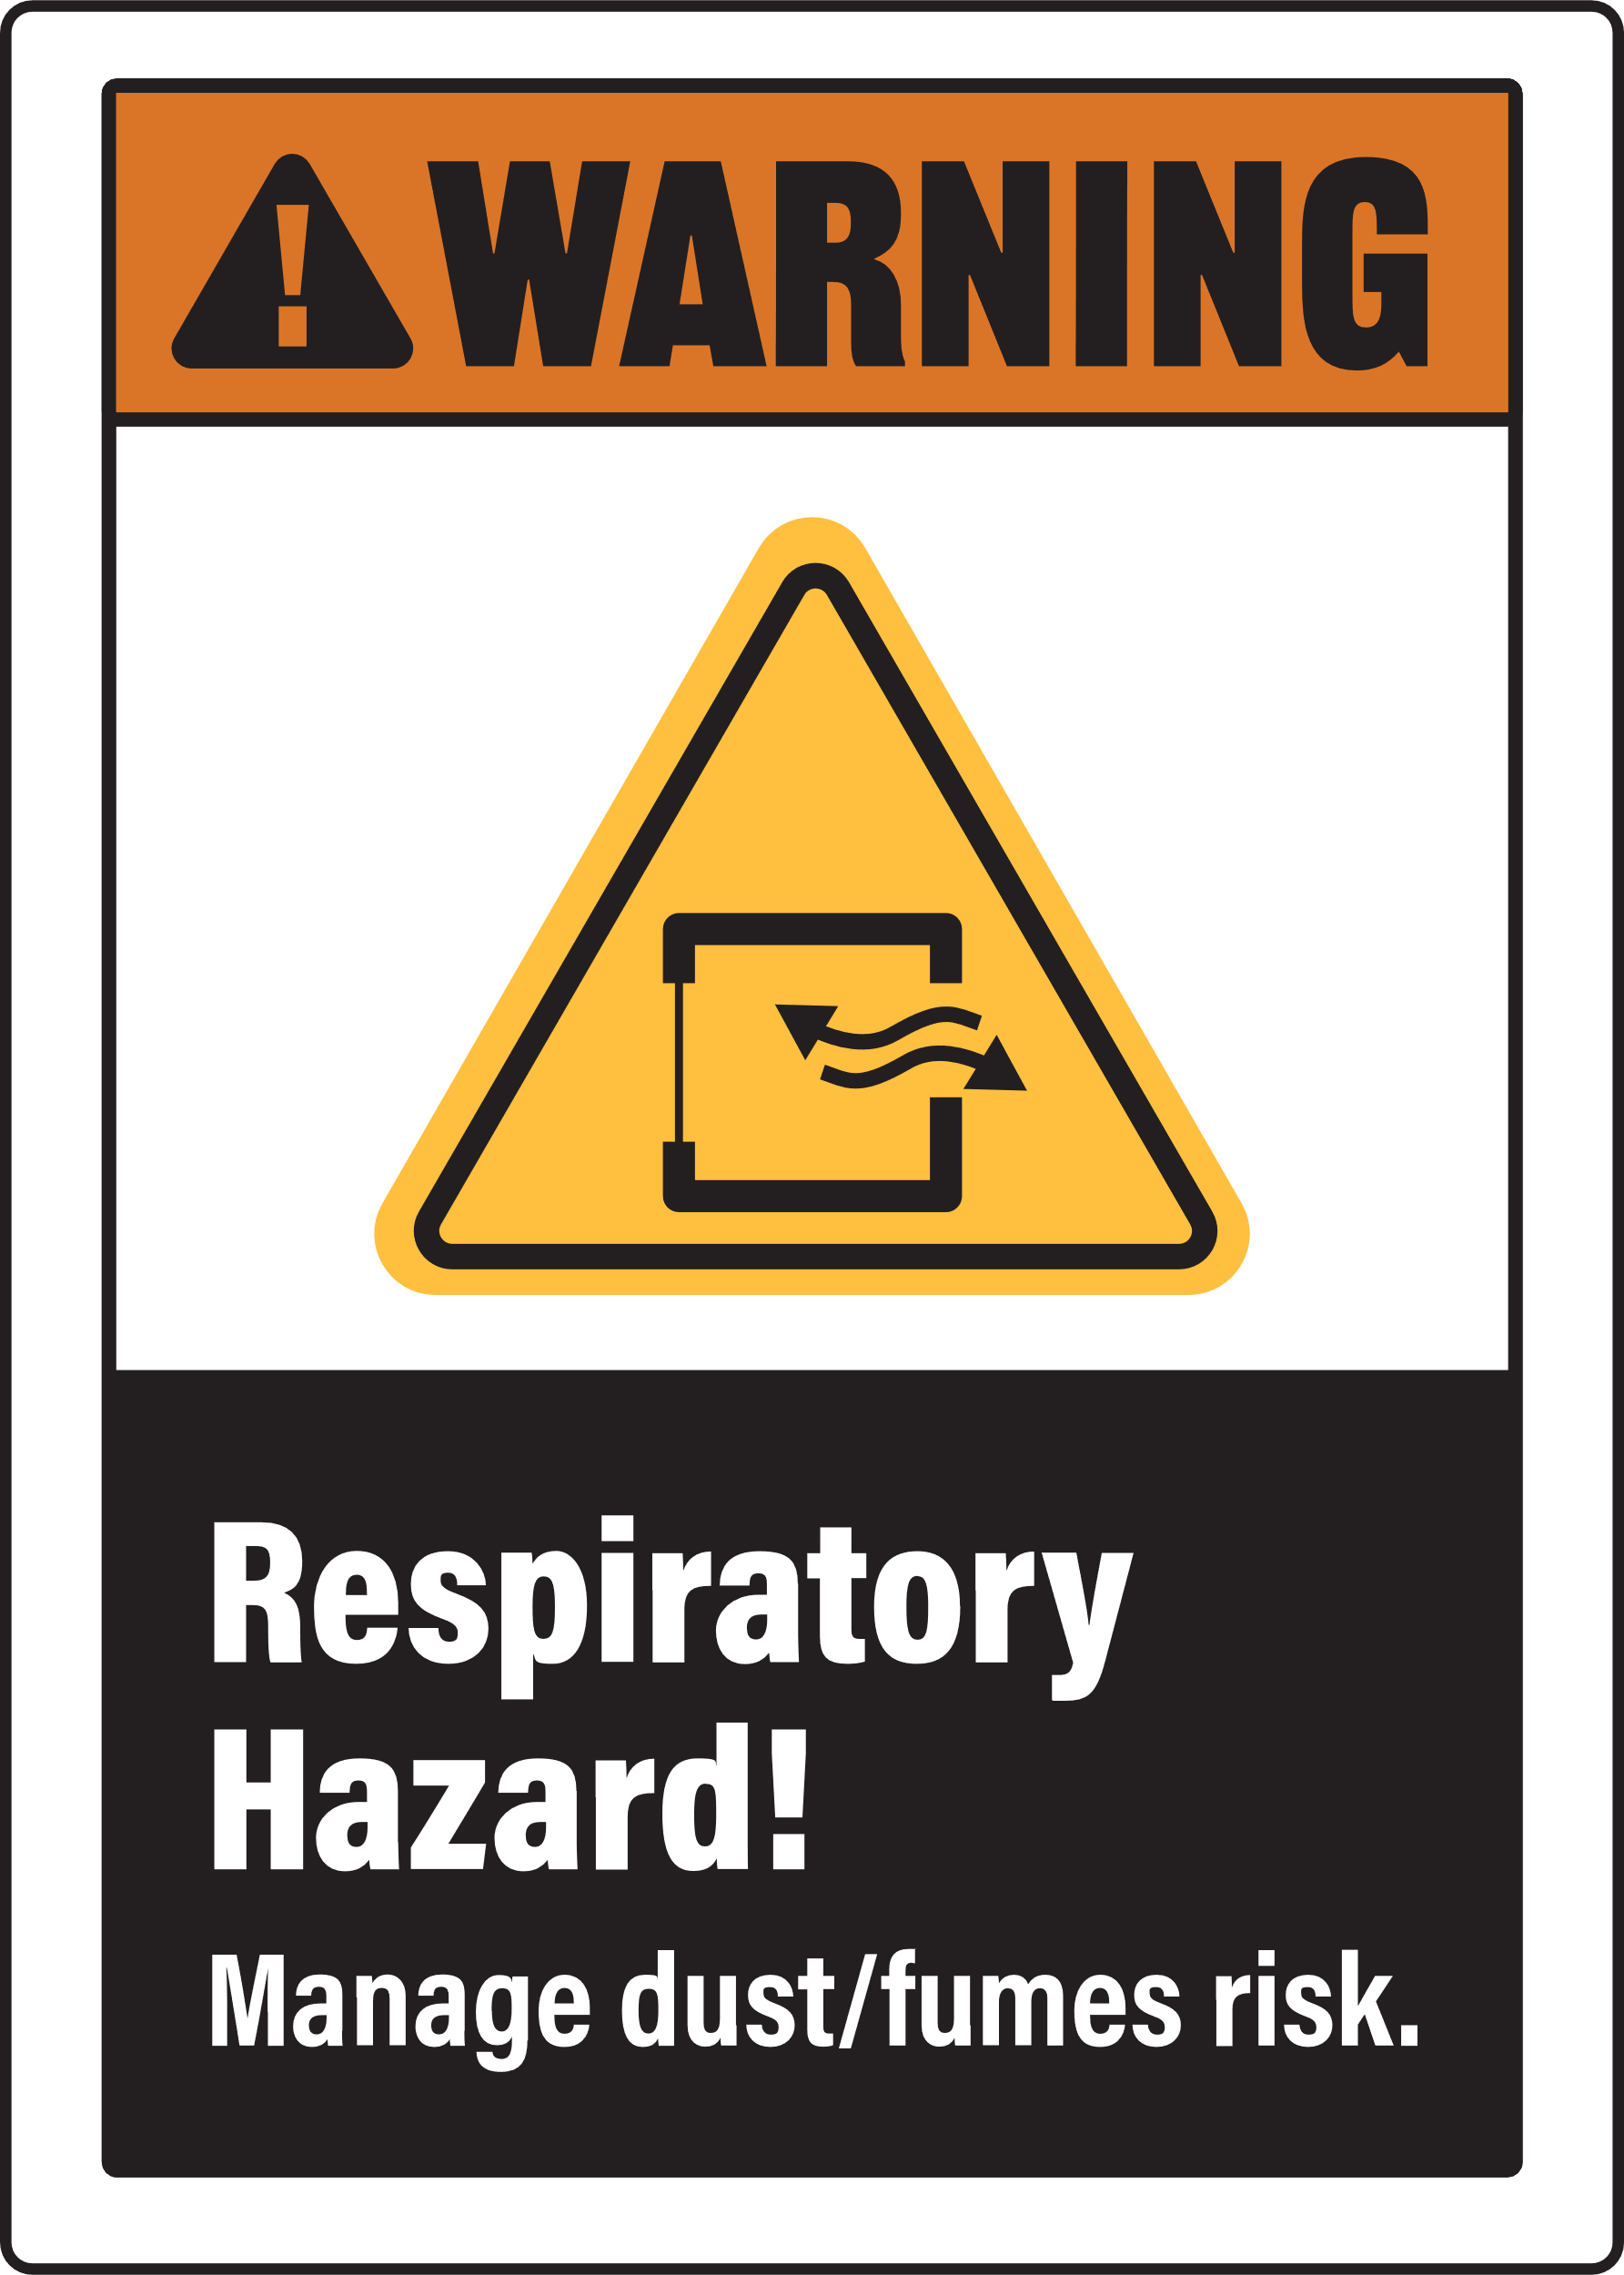 WARNING
Respiratory
Hazard!
Manage dust/fumes risk.